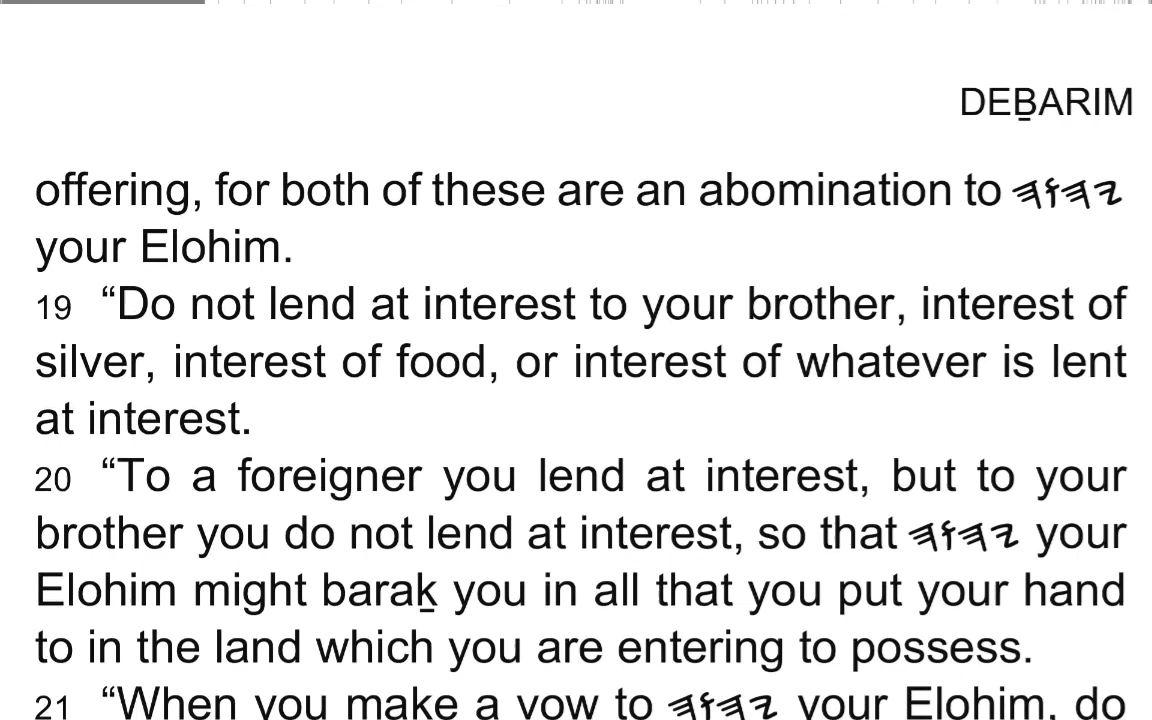 DEḆARIM
offering, for both of these are an abomination to 𐤉𐤄𐤅𐤄
your Elohim.
19 “Do not lend at interest to your brother, interest of
silver, interest of food, or interest of whatever is lent
at interest.
20 “To a foreigner you lend at interest, but to your
brother you do not lend at interest, so that 𐤉𐤄𐤅𐤄 your
Elohim might baraḵ you in all that you put your hand
to in the land which you are entering to possess.
21 “When you make a vow to 𐤉𐤄𐤅𐤄 your Elohim, do